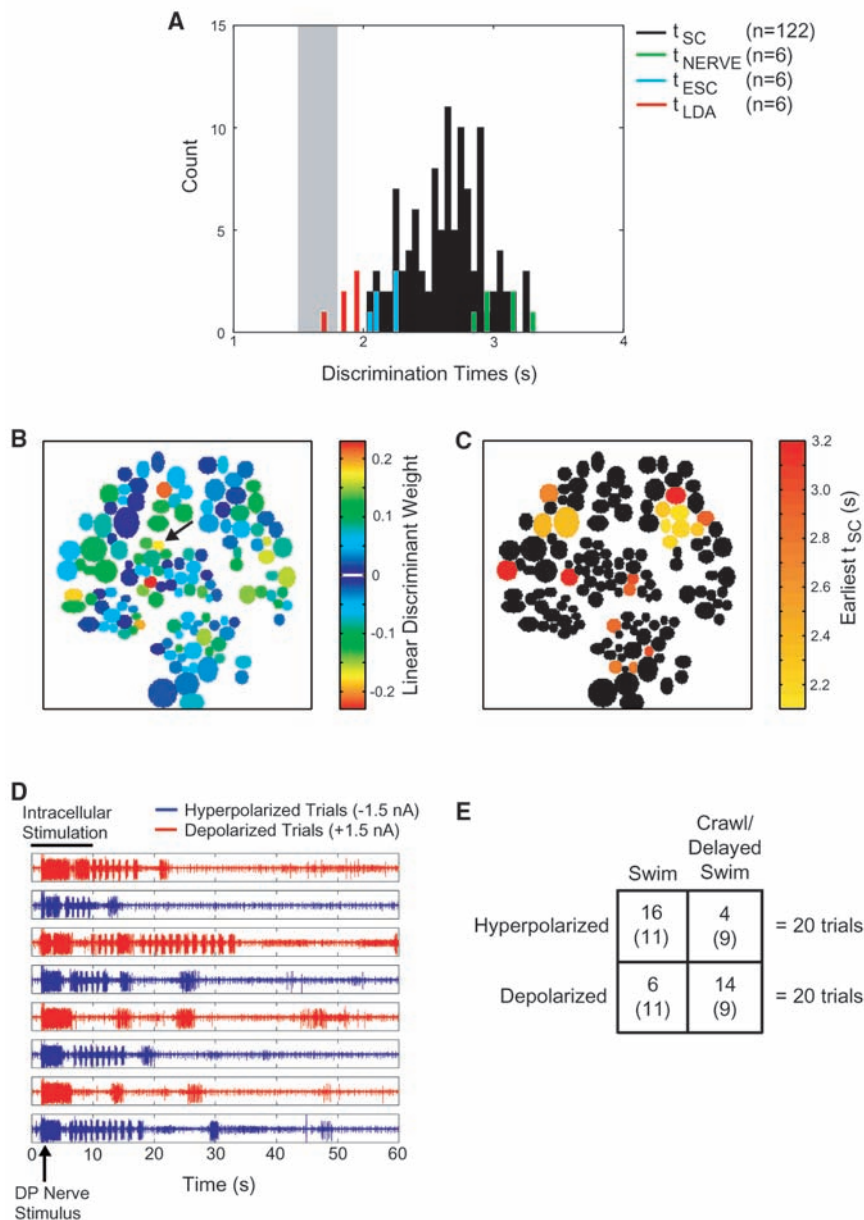 A
15
10
5
0
Count
1 2 3 4
Discrimination Times (s)
t SC (n=122)
t NERVE (n=6)
t ESC (n=6)
t LDA (n=6)
B
0.2
0.1
0
-0.1
-0.2
Linear Discriminant Weight
C
3.2
3.0
2.8
2.6
2.4
2.2
Earliest t SC (s)
D
Intracellular
Stimulation
Hyperpolarized Trials (-1.5 nA)
Depolarized Trials (+1.5 nA)
0 10 20 30 40 50 60
Time (s)
DP Nerve
Stimulus
E
Swim
Crawl/
Delayed
Swim
Hyperpolarized
16
(11)
4
(9)
= 20 trials
Depolarized
6
(11)
14
(9)
= 20 trials